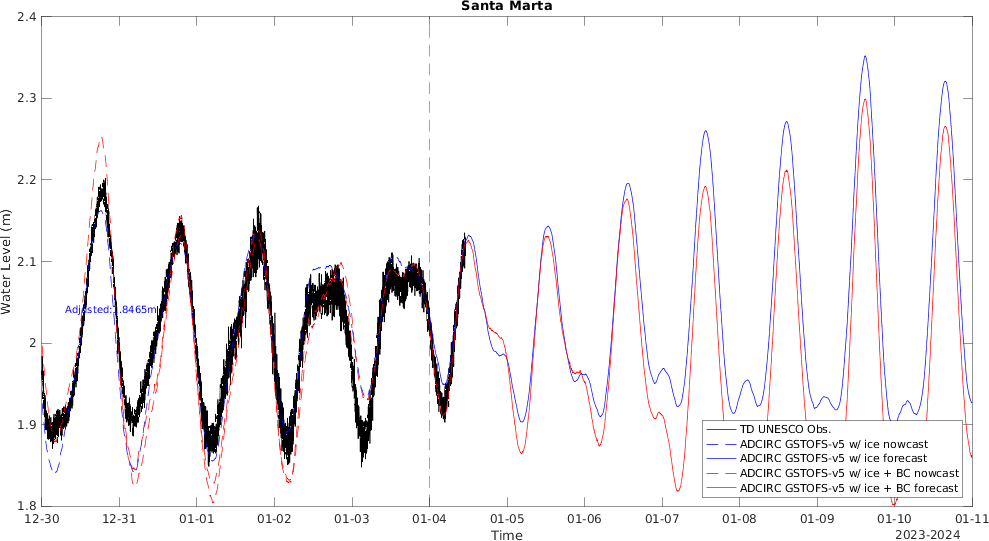 Santa Marta
2.4
2.3
2.2
2.1
2
1.9
1.8
Water Level (m)
Adjusted:1.8465m
TD UNESCO Obs.
ADCIRC GSTOFS-v5 w/ ice nowcast
ADCIRC GSTOFS-v5 w/ ice forecast
ADCIRC GSTOFS-v5 w/ ice + BC nowcast
ADCIRC GSTOFS-v5 w/ ice + BC forecast
12-30 12-31 01-01 01-02 01-03 01-04 01-05 01-06 01-07 01-08 01-09 01-10 01-11
Time
2023-2024